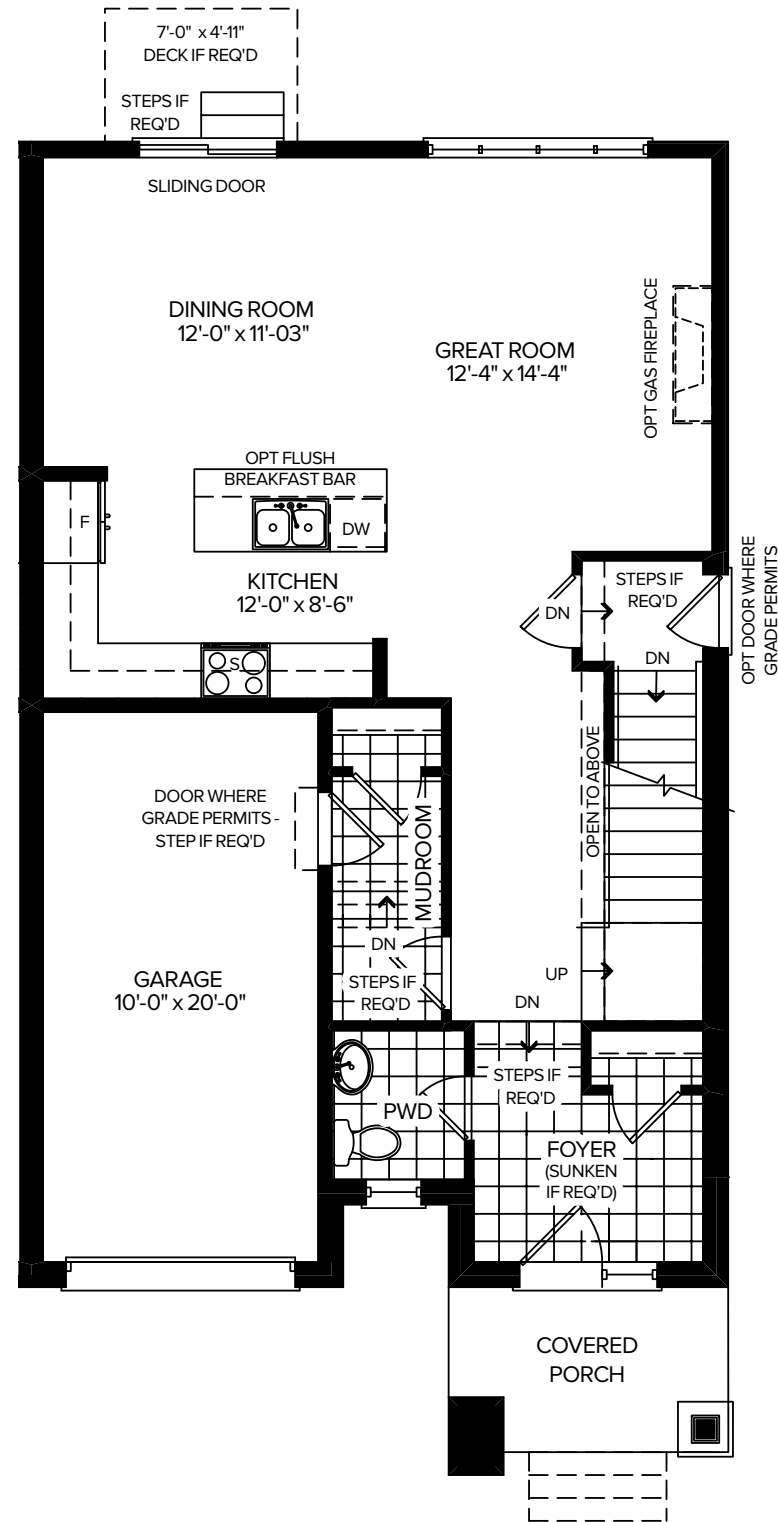 7'-0" x 4'-11"
DECK IF REQ'D
STEPS IF
REQ'D
SLIDING DOOR
DINING ROOM
12'-0" x 11'-03"
GREAT ROOM
12'-4" x 14'-4"
OPT GAS FIREPLACE
OPT FLUSH
BREAKFAST BAR
DW
F
KITCHEN
12'-0" x 8'-6"
S
STEPS IF
REQ'D
DN
DN
OPT DOOR WHERE
GRADE PERMITS
OPEN TO ABOVE
DOOR WHERE
GRADE PERMITS -
STEP IF REQ'D
MUDROOM
DN
STEPS IF
REQ'D
GARAGE
10'-0" x 20'-0"
UP
DN
STEPS IF
REQ'D
PWD
FOYER
(SUNKEN
IF REQ'D)
COVERED
PORCH